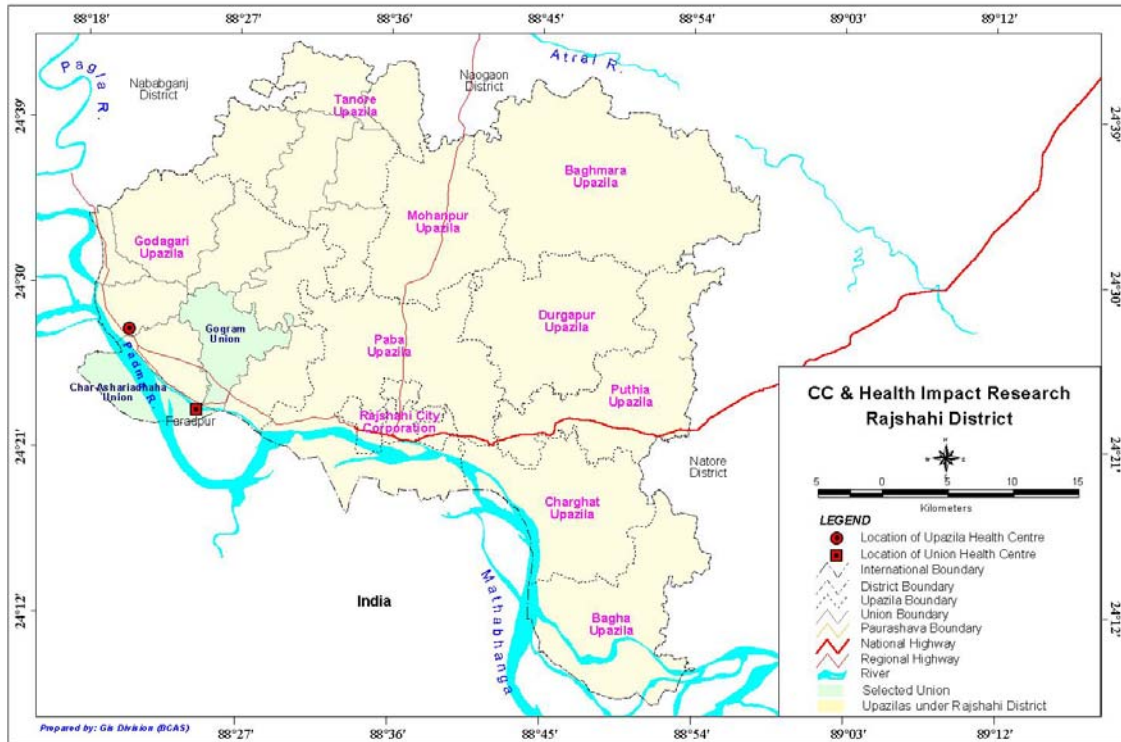 88°18' 88°27' 88°36' 88°45' 88°54' 89°03' 89°12'
Pagla R.
Nababganj
District
Naogaon
District
Atral R.
24°39' 24°39'
Tanore
Upazila
Baghmara
Upazila
Mohanpur
Upazila
Godagari
Upazila
24°30' 24°30'
Gogram
Union
Durgapur
Upazila
Paba
Upazila
Padma R.
Char Ashariadhaha
Union
Puthia
Upazila
Faradpur
Rajshahi City
Corporation
24°21' 24°21'
Natore
District
Charghat
Upazila
Mathabhanga
India
24°12' 24°12'
Bagha
Upazila
CC & Health Impact Research
Rajshahi District
N
W E
S
5 0 5 10 15
Kilometers
LEGEND
Location of Upazila Health Centre
Location of Union Health Centre
International Boundary
District Boundary
Upazila Boundary
Union Boundary
Paurashava Boundary
National Highway
Regional Highway
River
Selected Union
Upazilas under Rajshahi District
Prepared by: Gis Division (BCAS)
88°27' 88°36' 88°45' 88°54' 89°03' 89°12'